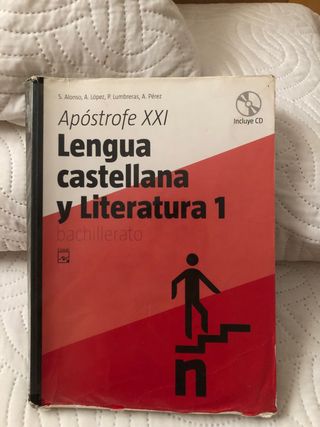 S. Alonso, A. López, P. Lumbreras, A. Pérez
Incluye CD
Apóstrofe XXI
Lengua
castellana
y Literatura 1
bachillerato
n